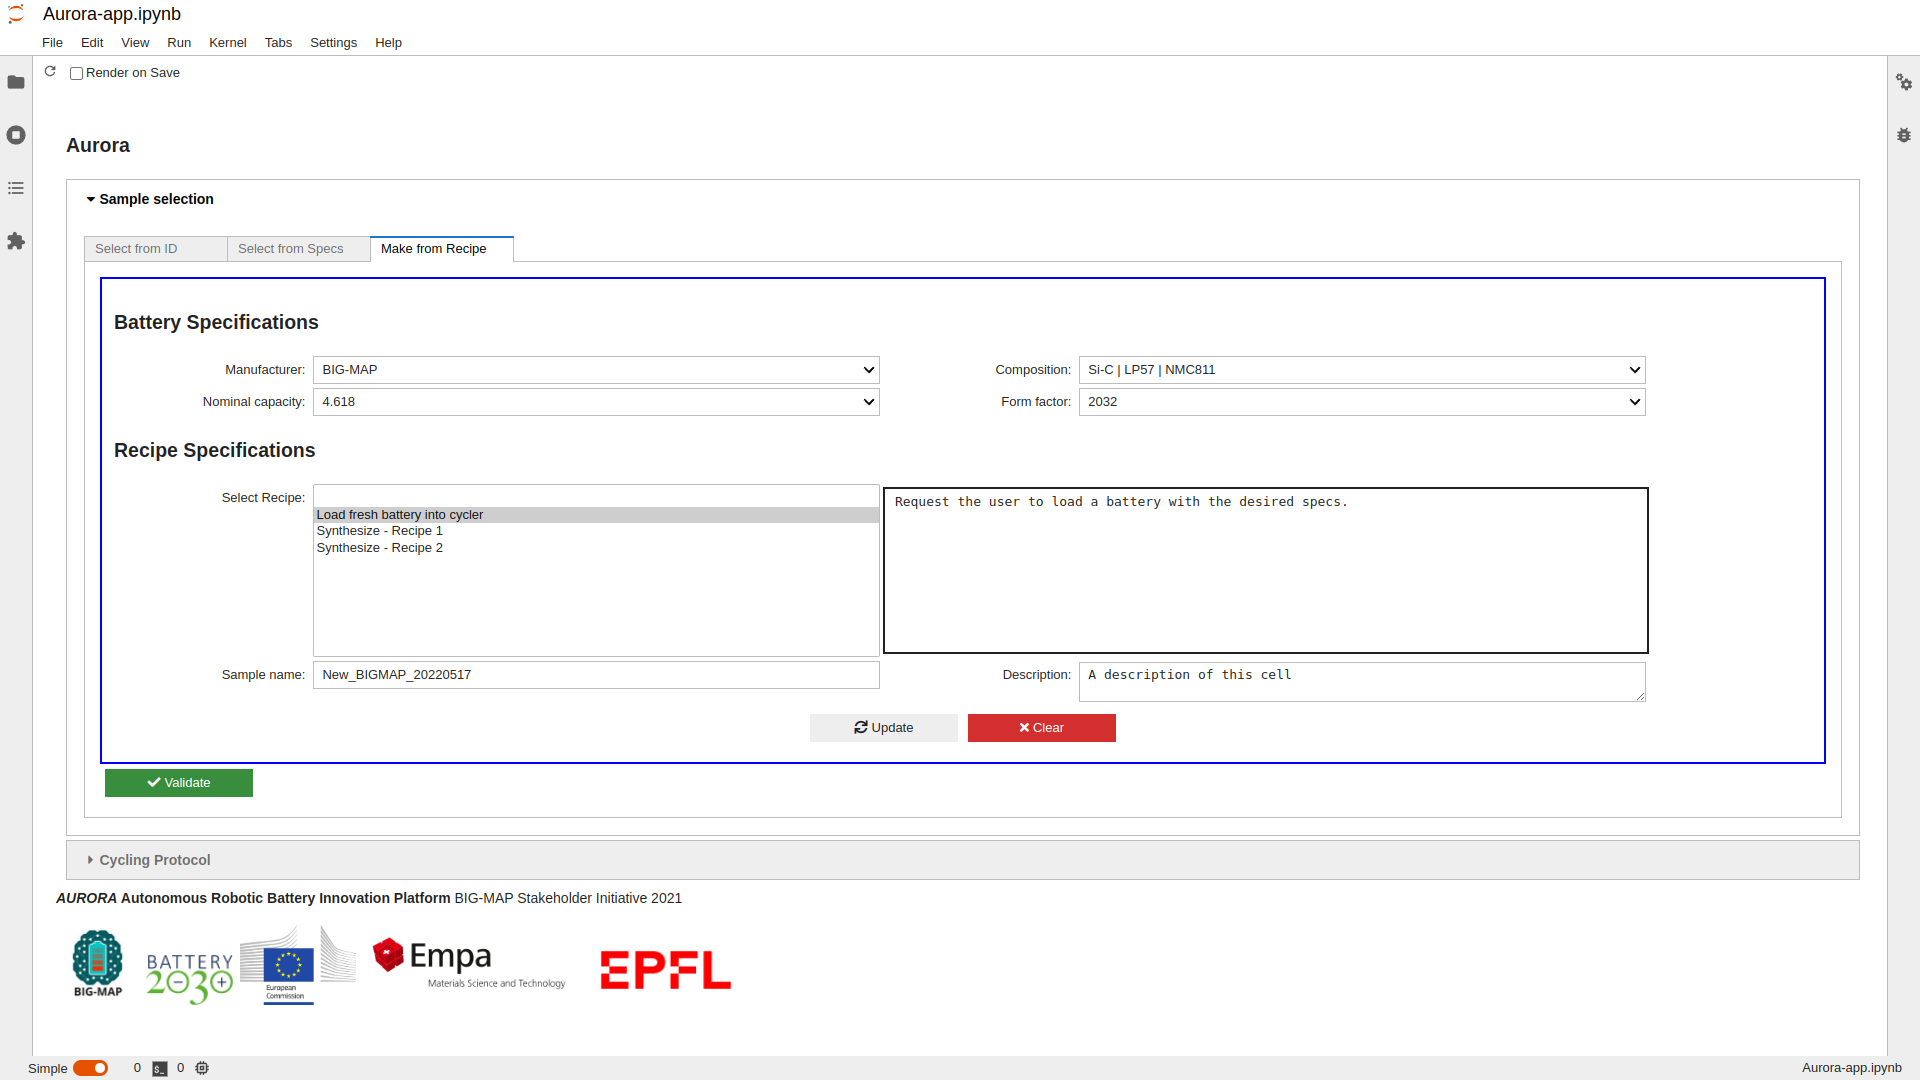 Aurora-app.ipynb
File Edit View Run Kernel Tabs Settings Help
Render on Save
Aurora
Sample selection
Select from ID Select from Specs Make from Recipe
Battery Specifications
Manufacturer: BIG-MAP Composition: Si-C | LP57 | NMC811
Nominal capacity: 4.618 Form factor: 2032
Recipe Specifications
Select Recipe: Request the user to load a battery with the desired specs.
Load fresh battery into cycler
Synthesize - Recipe 1
Synthesize - Recipe 2
Sample name: New_BIGMAP_20220517 Description: A description of this cell
Update Clear
Validate
Cycling Protocol
AURORA Autonomous Robotic Battery Innovation Platform BIG-MAP Stakeholder Initiative 2021
BIG-MAP
BATTERY
2030+
European
Commission
Empa
Materials Science and Technology
EPFL
Simple 0 $_ 0 Aurora-app.ipynb